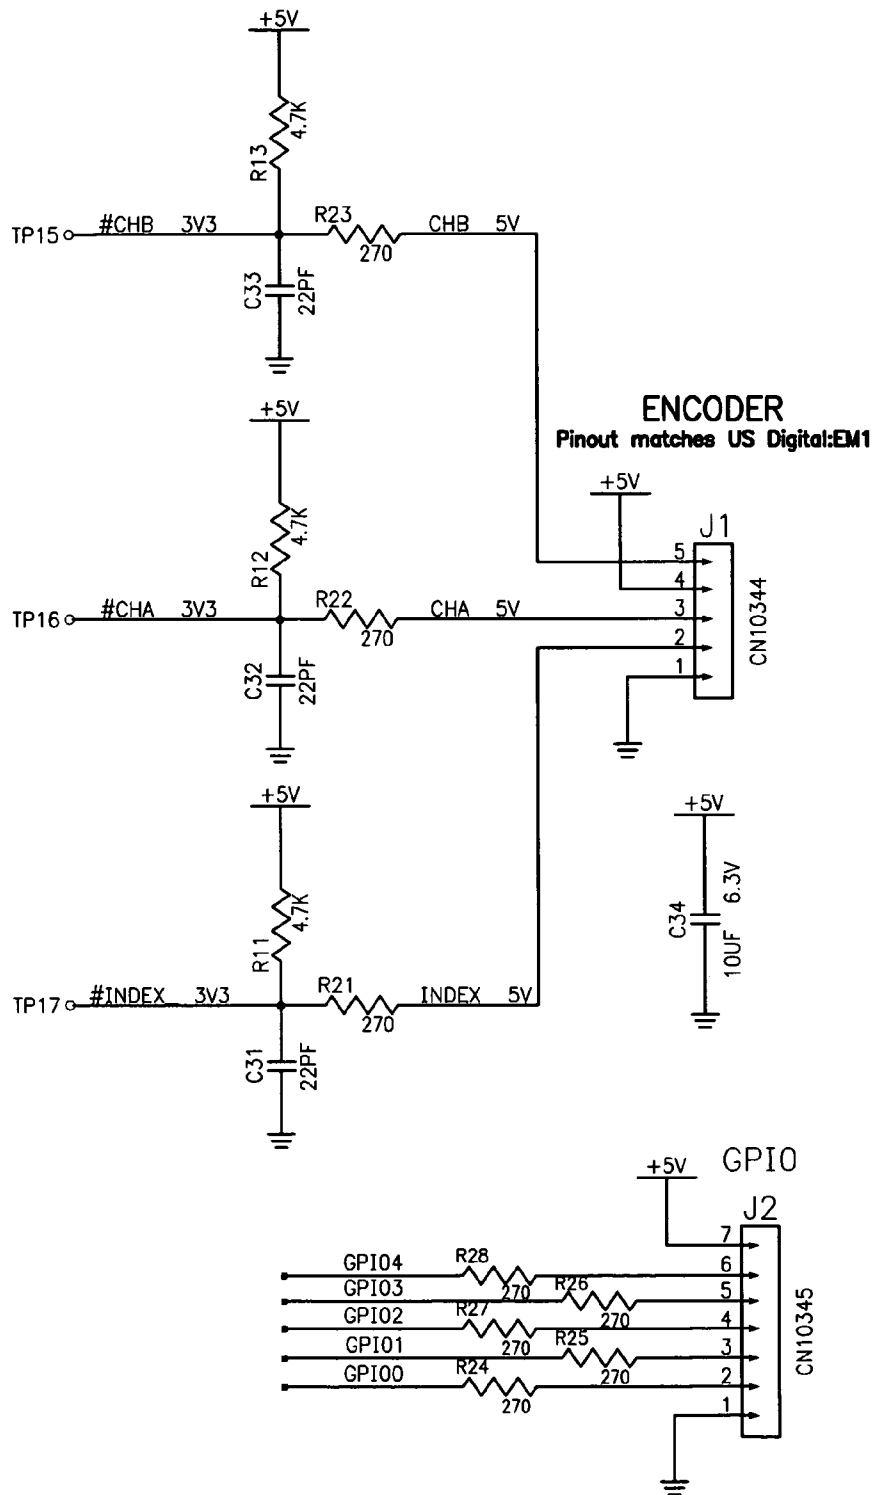 +5V
4.7K
R13
TP15 #CHB 3V3 R23 270 CHB 5V
C33 22PF
+5V
ENCODER
Pinout matches US Digital:EM1
+5V
J1
4.7K
R12
5
4
TP16 #CHA 3V3 R22 270 CHA 5V 3
2
1
CN10344
C32 22PF
+5V
+5V
4.7K
R11
C34 10UF 6.3V
TP17 #INDEX 3V3 R21 270 INDEX 5V
C31 22PF
+5V GPIO
J2
7
GPIO4 R28 270 6
GPIO3 R26 270 5
GPIO2 R27 270 4
GPIO1 R25 270 3
GPIO0 R24 270 2
1
CN10345